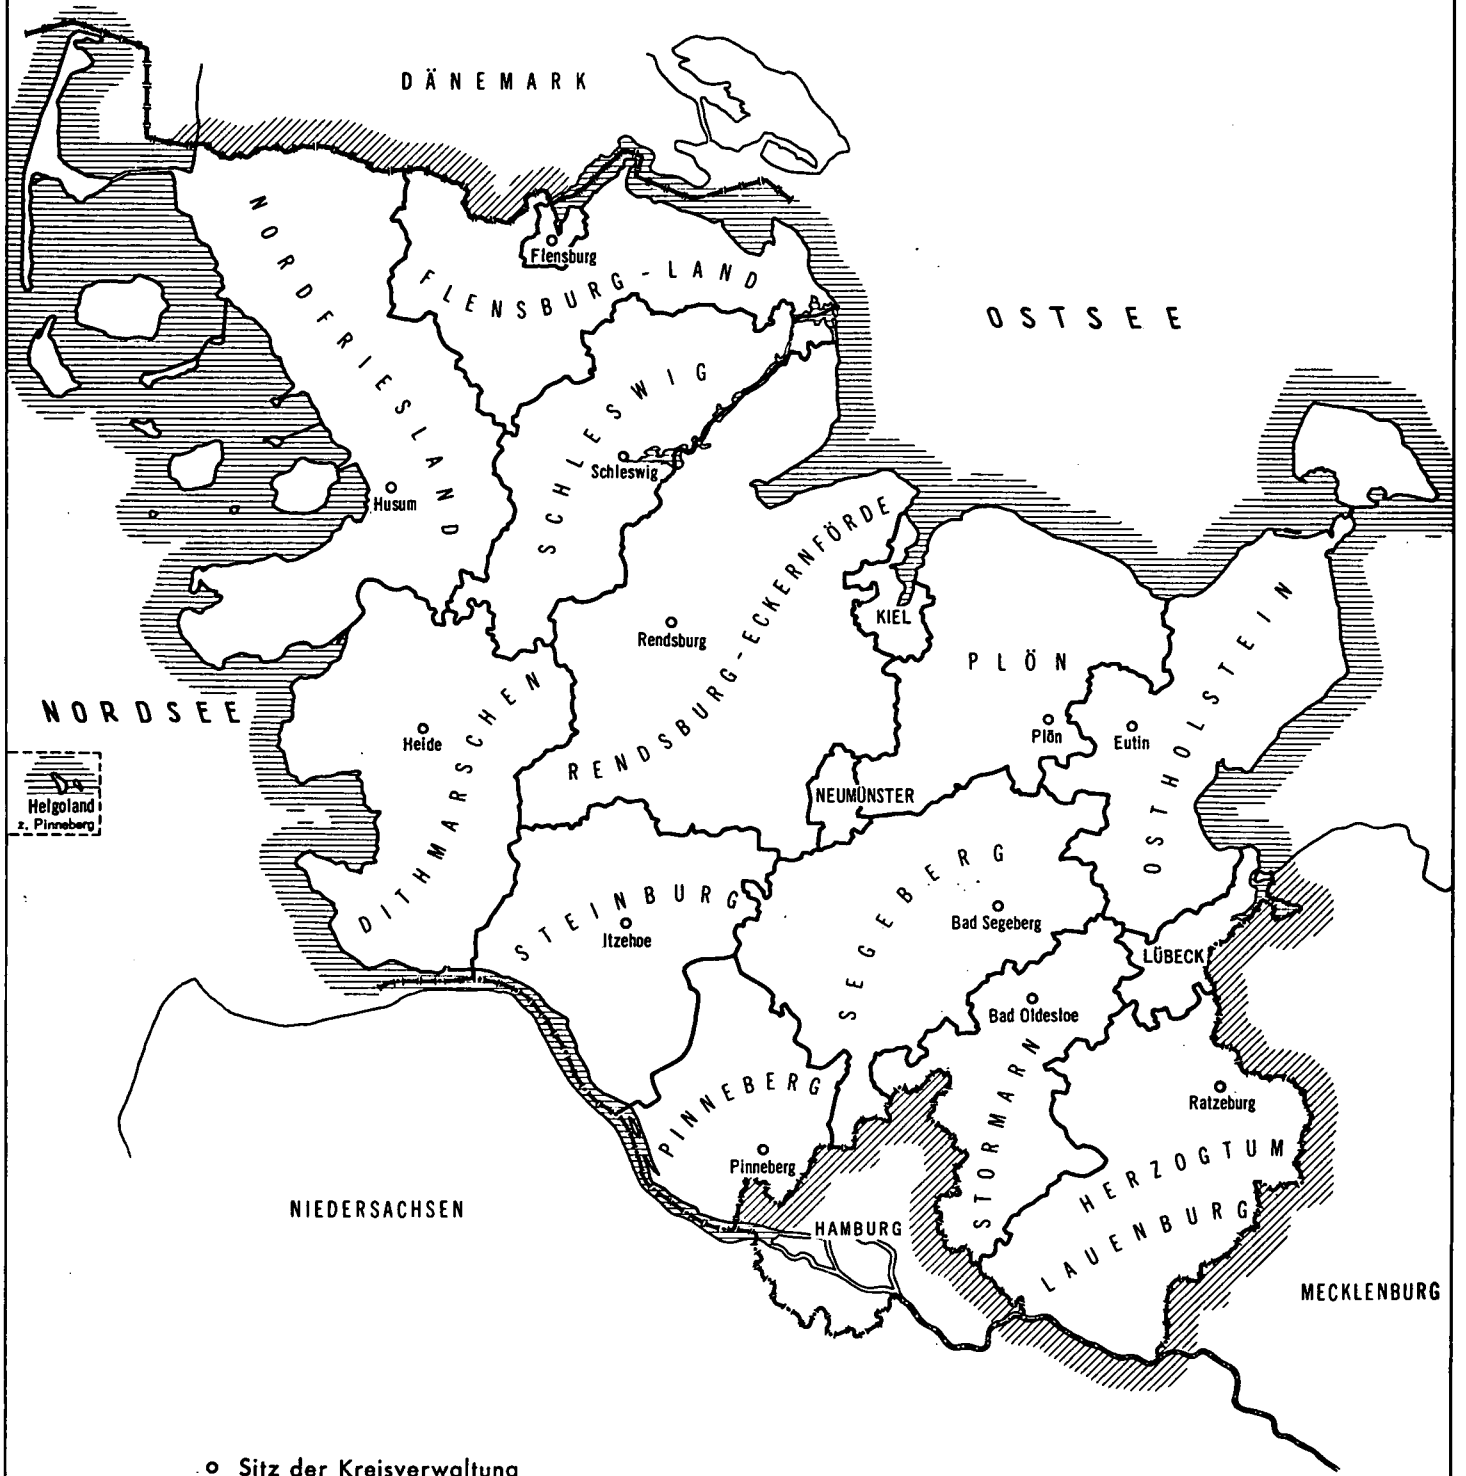 DÄNEMARK
NORDFRIESLAND
Flensburg
FLENSBURG-LAND
OSTSEE
SCHLESWIG
Schleswig
Husum
RENDSBURG-ECKERNFÖRDE
KIEL
Rendsburg
PLÖN
OSTHOLSTEIN
NORDSEE
Heide
Plön
Eutin
DITHMARSCHEN
Helgoland
z. Pinneberg
NEUMÜNSTER
STEINBURG
Jtzehoe
SEGEBERG
Bad Segeberg
LÜBECK
Bad Oldesloe
PINNEBERG
Pinneberg
STORMARN
Ratzeburg
HERZOGTUM
LAUENBURG
NIEDERSACHSEN
HAMBURG
MECKLENBURG
Sitz der Kreisverwaltung